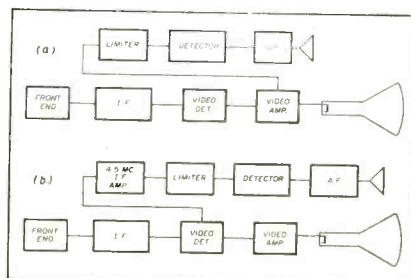 (a)
LIMITER DETECTOR
FRONT END I F VIDEO DET. VIDEO AMP.
(b)
4.5 MC I F AMP LIMITER DETECTOR A F
FRONT END I F VIDEO DET VIDEO AMP